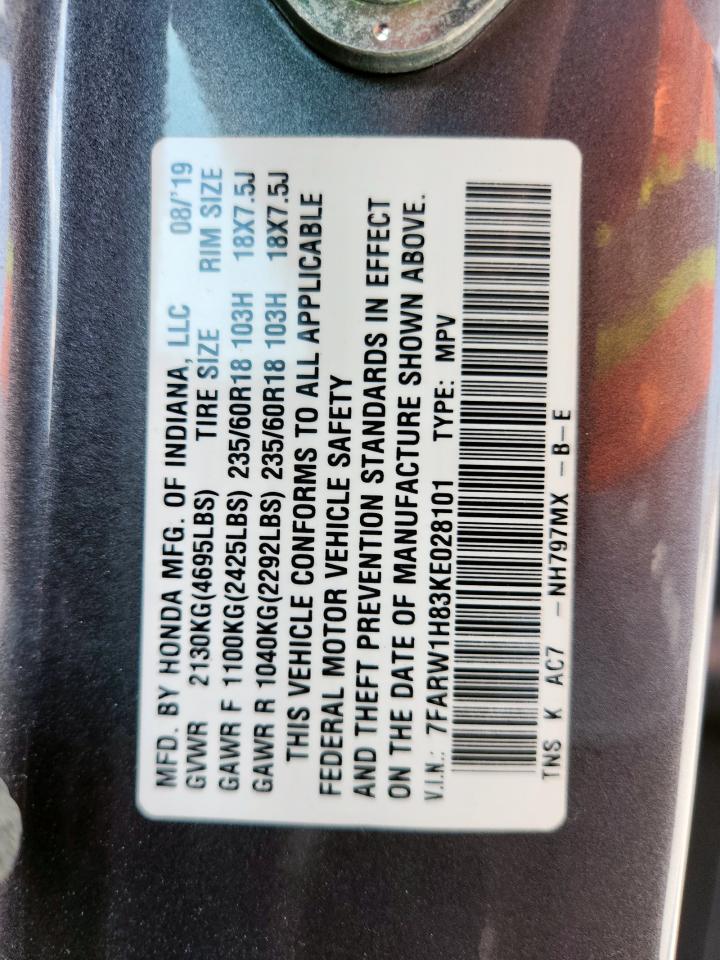 MFD. BY HONDA MFG. OF INDIANA, LLC 08/'19
GVWR 2130KG(4695LBS) TIRE SIZE RIM SIZE
GAWR F 1100KG(2425LBS) 235/60R18 103H 18X7.5J
GAWR R 1040KG(2292LBS) 235/60R18 103H 18X7.5J
THIS VEHICLE CONFORMS TO ALL APPLICABLE
FEDERAL MOTOR VEHICLE SAFETY
AND THEFT PREVENTION STANDARDS IN EFFECT
ON THE DATE OF MANUFACTURE SHOWN ABOVE.
V.I.N.: 7FARW1H83KE028101 TYPE: MPV
TNS K AC7 -NH797MX -B-E